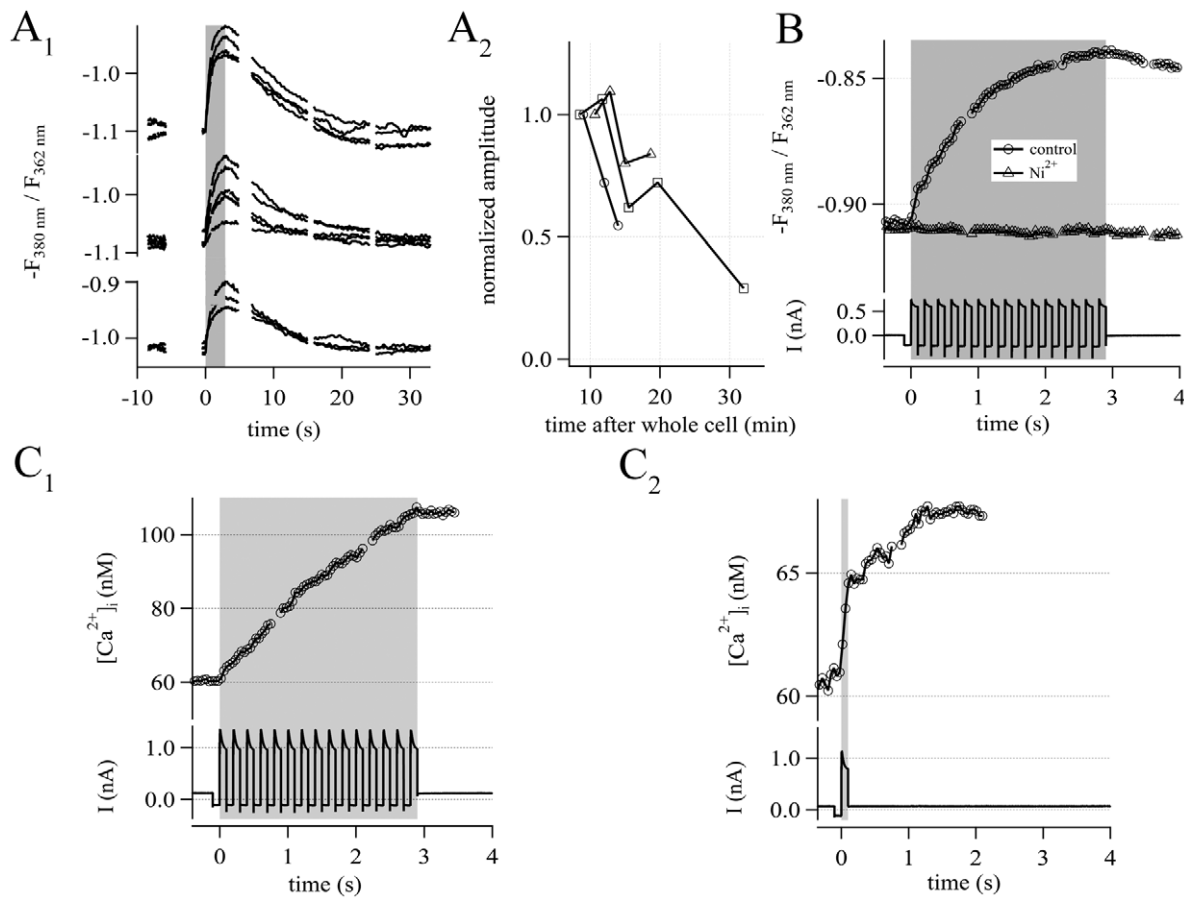 A1
-F380 nm / F362 nm
-1.0
-1.1
-1.0
-1.1
-0.9
-1.0
-10 0 10 20 30
time (s)
A2
normalized amplitude
1.0
0.5
0.0
10 20 30
time after whole cell (min)
B
-F380 nm / F362 nm
-0.85
-0.90
control
Ni2+
I (nA)
0.5
0.0
0 1 2 3 4
time (s)
C1
[Ca2+]i (nM)
100
80
60
I (nA)
1.0
0.0
0 1 2 3 4
time (s)
C2
[Ca2+]i (nM)
65
60
I (nA)
1.0
0.0
0 1 2 3 4
time (s)